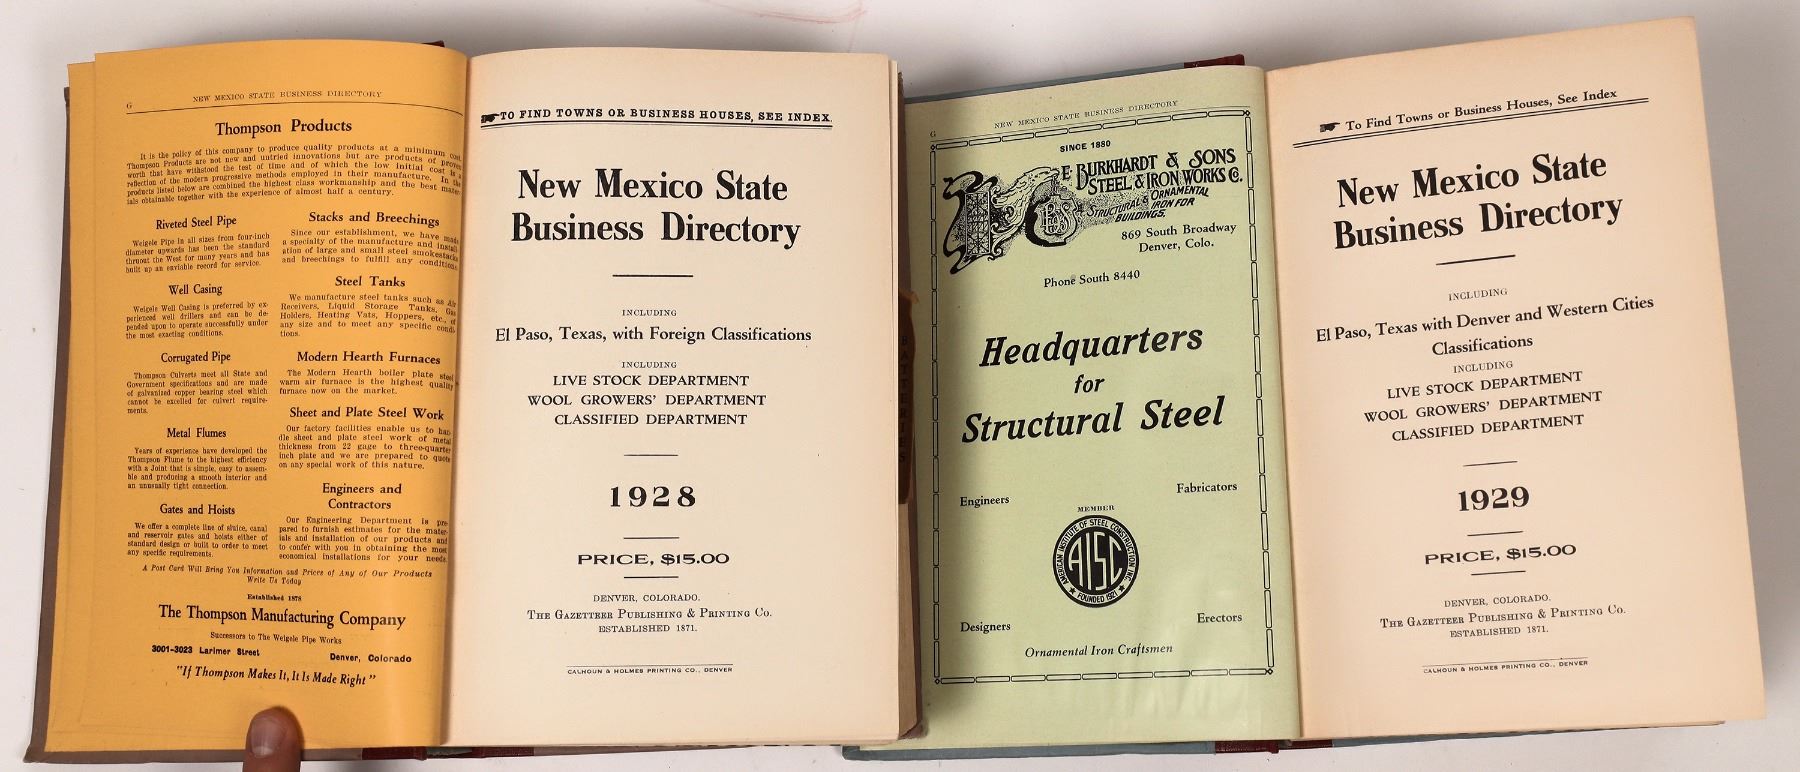 G NEW MEXICO STATE BUSINESS DIRECTORY
Thompson Products
It is the policy of this company to produce quality products at a minimum cost.
Thompson Products are not new and untried innovations but are products of proven
worth that have withstood the test of time and of which the low initial cost is a
reflection of the modern progressive methods employed in their manufacture. In the
products listed below are combined the highest class workmanship and the best mater-
ials obtainable together with the experience of almost half a century.
Riveted Steel Pipe
Weigele Pipe in all sizes from four-inch
diameter upwards has been the standard
thruout the West for many years and has
built up an enviable record for service.
Well Casing
Weigele Well Casing is preferred by ex-
perienced well drillers and can be de-
pended upon to operate successfully under
the most exacting conditions.
Corrugated Pipe
Thompson Culverts meet all State and
Government specifications and are made
of galvanized copper bearing steel which
cannot be excelled for culvert require-
ments.
Metal Flumes
Years of experience have developed the
Thompson Flume to the highest efficiency
with a Joint that is simple, easy to assem-
ble and producing a smooth interior and
an unusually tight connection.
Gates and Hoists
We offer a complete line of sluice, canal
and reservoir gates and hoists either of
standard design or built to order to meet
any specific requirements.
Stacks and Breechings
Since our establishment, we have made
a specialty of the manufacture and install-
ation of large and small steel smokestacks
and breechings to fulfill any conditions.
Steel Tanks
We manufacture steel tanks such as Air
Receivers, Liquid Storage Tanks, Gas
Holders, Heating Vats, Hoppers, etc., of
any size and to meet any specific condi-
tions.
Modern Hearth Furnaces
The Modern Hearth boiler plate steel
warm air furnace is the highest quality
furnace now on the market.
Sheet and Plate Steel Work
Our factory facilities enable us to han-
dle sheet and plate steel work of metal
thickness from 22 gage to three-quarter
inch plate and we are prepared to quote
on any special work of this nature.
Engineers and
Contractors
Our Engineering Department is pre-
pared to furnish estimates for the mater-
ials and installation of our products and
to confer with you in obtaining the most
economical installations for your needs.
A Post Card Will Bring You Information and Prices of Any of Our Products
Write Us Today
Established 1878
The Thompson Manufacturing Company
Successors to The Weigele Pipe Works
3001-3023 Larimer Street Denver, Colorado
"If Thompson Makes It, It Is Made Right"
TO FIND TOWNS OR BUSINESS HOUSES, SEE INDEX.
New Mexico State
Business Directory
INCLUDING
El Paso, Texas, with Foreign Classifications
INCLUDING
LIVE STOCK DEPARTMENT
WOOL GROWERS' DEPARTMENT
CLASSIFIED DEPARTMENT
1928
PRICE, $15.00
DENVER, COLORADO.
THE GAZETTEER PUBLISHING & PRINTING CO.
ESTABLISHED 1871.
CALHOUN & HOLMES PRINTING CO., DENVER
BATTERIES
G NEW MEXICO STATE BUSINESS DIRECTORY
SINCE 1880
E. BURKHARDT & SONS
STEEL & IRON WORKS CO.
STRUCTURAL & ORNAMENTAL
IRON FOR
BUILDINGS.
869 South Broadway
Denver, Colo.
Phone South 8440
Headquarters
for
Structural Steel
Engineers Fabricators
MEMBER
AMERICAN INSTITUTE OF STEEL CONSTRUCTION INC.
AISC
FOUNDED 1921
Designers Erectors
Ornamental Iron Craftsmen
To Find Towns or Business Houses, See Index
New Mexico State
Business Directory
INCLUDING
El Paso, Texas with Denver and Western Cities
Classifications
INCLUDING
LIVE STOCK DEPARTMENT
WOOL GROWERS' DEPARTMENT
CLASSIFIED DEPARTMENT
1929
PRICE, $15.00
DENVER, COLORADO.
THE GAZETTEER PUBLISHING & PRINTING CO.
ESTABLISHED 1871.
CALHOUN & HOLMES PRINTING CO., DENVER